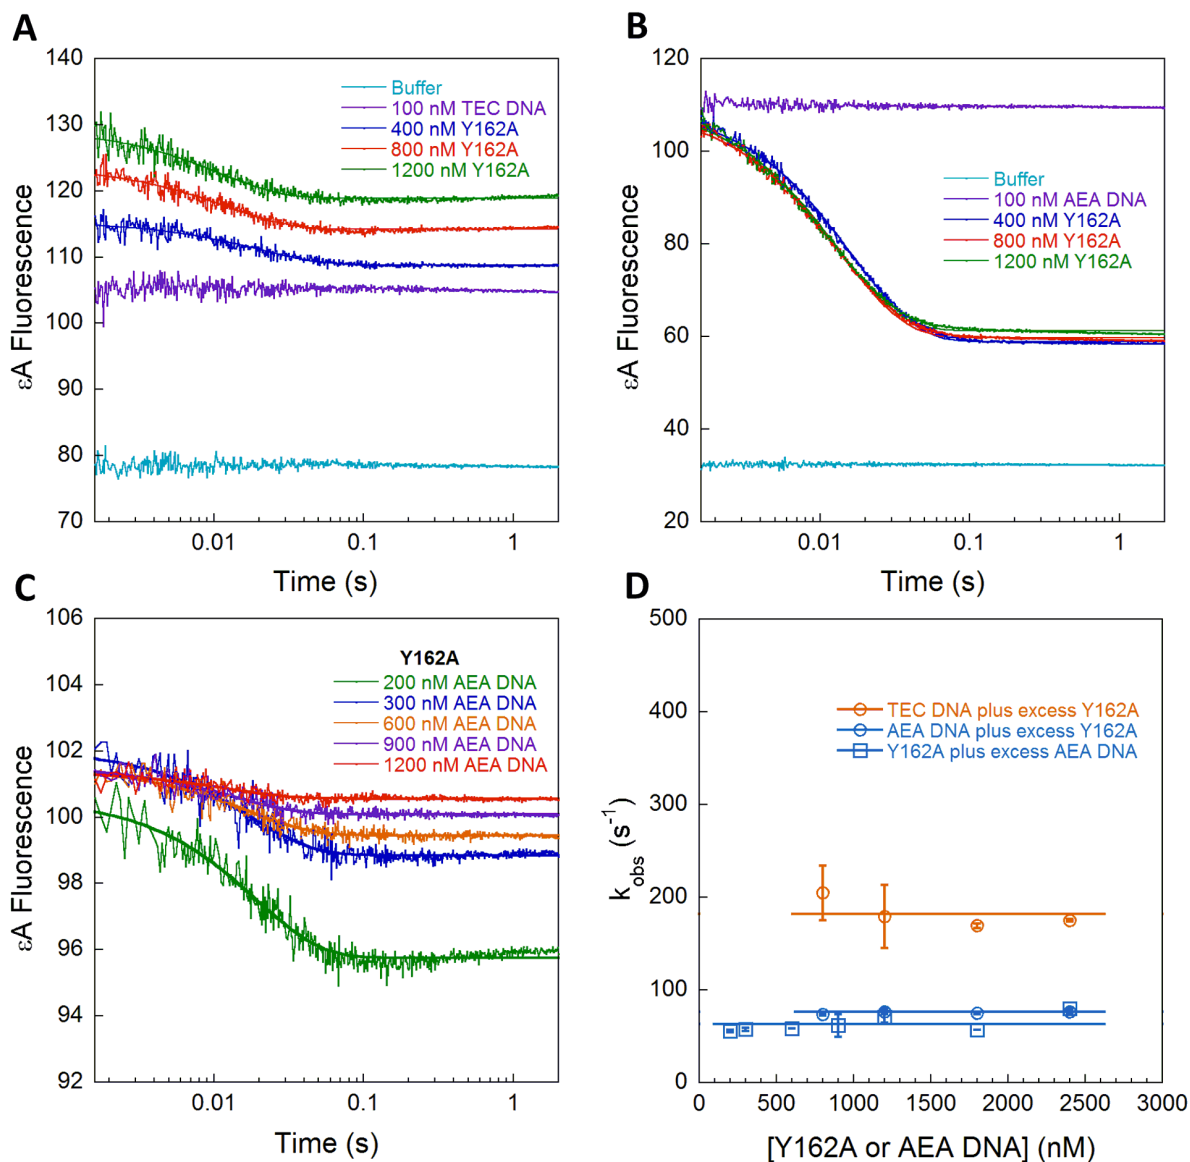 A
140
130
120
110
100
90
80
70
εA Fluorescence
0.01
0.1
1
Time (s)
Buffer
100 nM TEC DNA
400 nM Y162A
800 nM Y162A
1200 nM Y162A
B
120
100
80
60
40
20
εA Fluorescence
0.01
0.1
1
Time (s)
Buffer
100 nM AEA DNA
400 nM Y162A
800 nM Y162A
1200 nM Y162A
C
106
104
102
100
98
96
94
92
εA Fluorescence
0.01
0.1
1
Time (s)
Y162A
200 nM AEA DNA
300 nM AEA DNA
600 nM AEA DNA
900 nM AEA DNA
1200 nM AEA DNA
D
500
400
300
200
100
0
kobs (s-1)
0
500
1000
1500
2000
2500
3000
[Y162A or AEA DNA] (nM)
TEC DNA plus excess Y162A
AEA DNA plus excess Y162A
Y162A plus excess AEA DNA